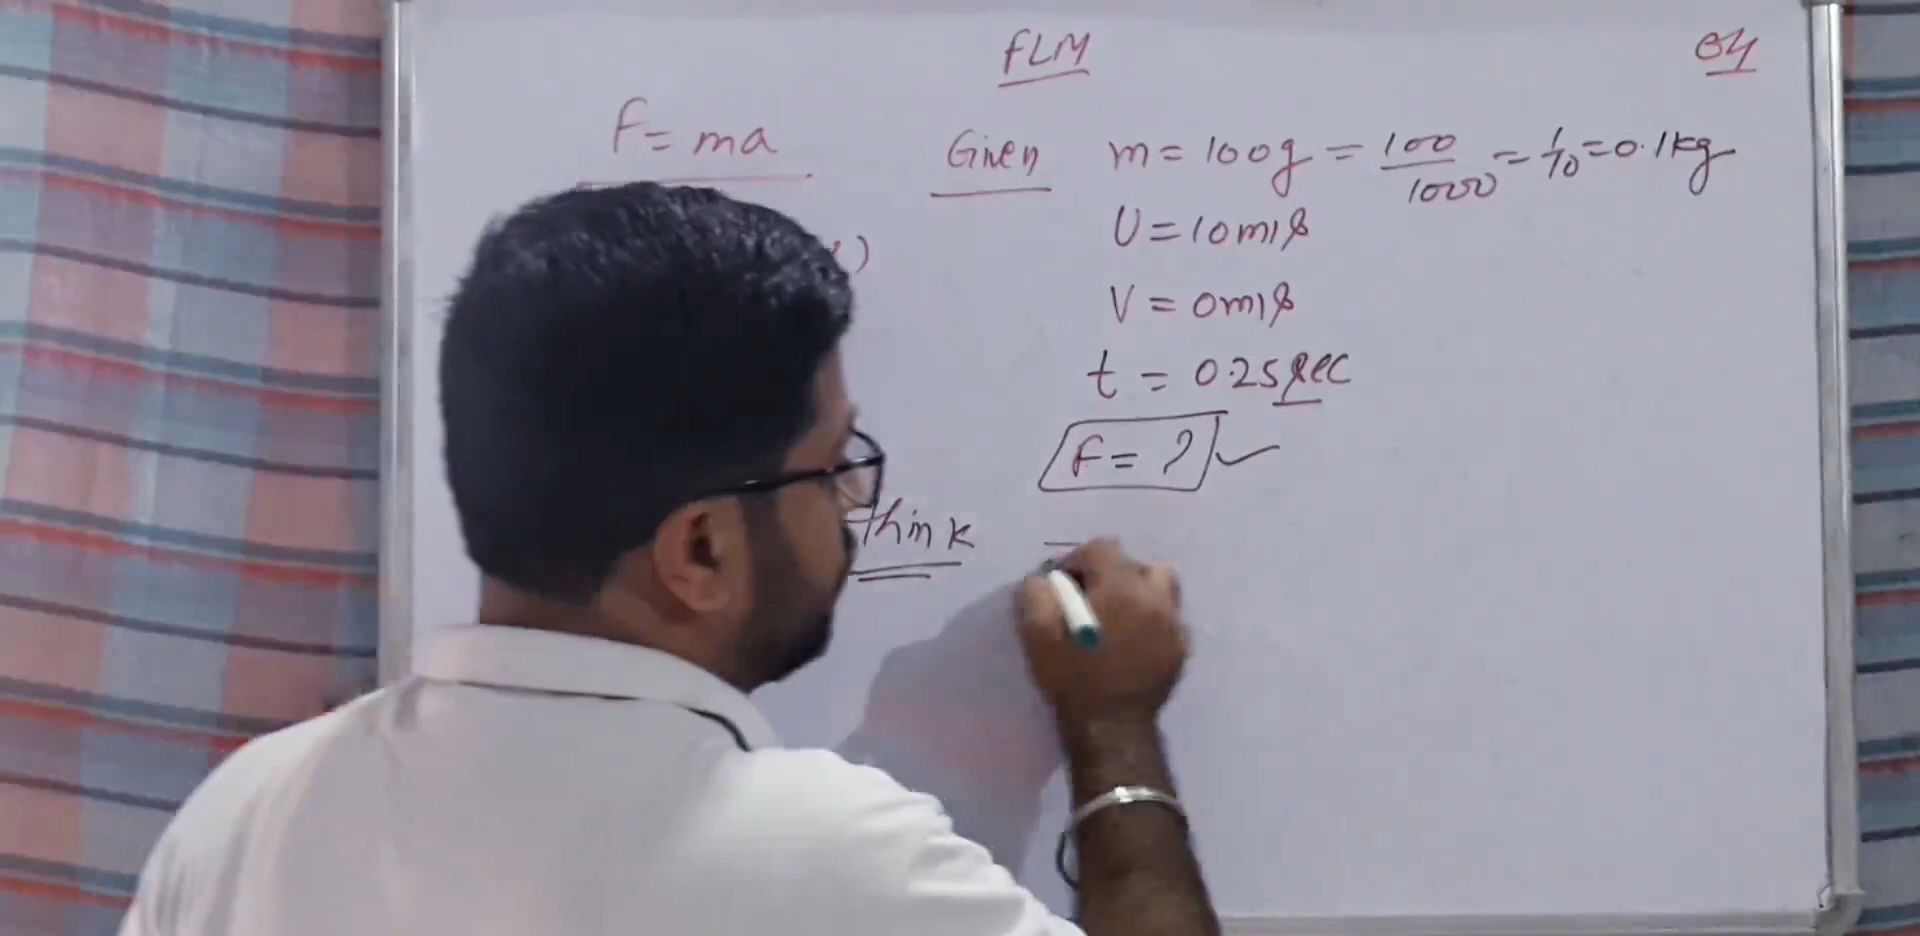 FLM
04
F = ma
Given m = 100g = 100/1000 = 1/10 = 0.1kg
U = 10m/s
)
V = 0m/s
t = 0.25sec
F = ? ✓
think